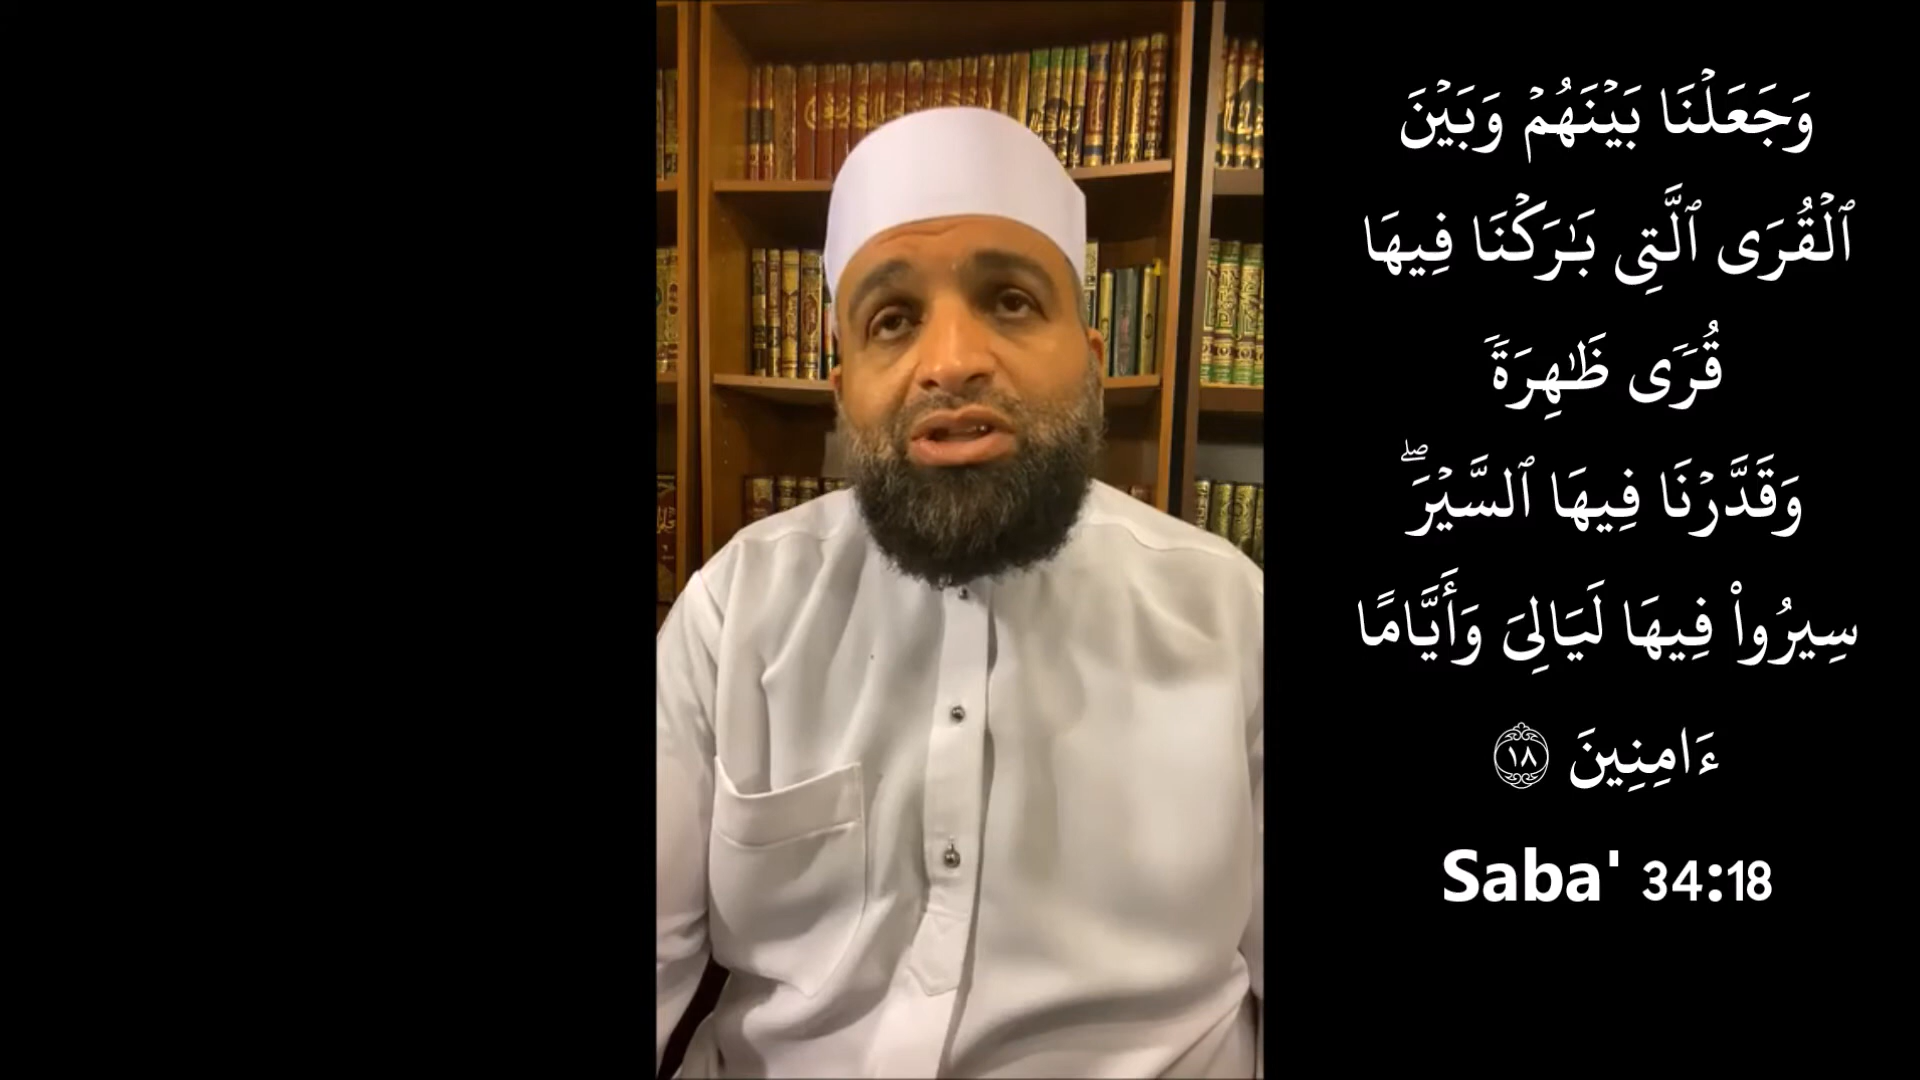 وَجَعَلۡنَا بَيۡنَهُمۡ وَبَيۡنَ
ٱلۡقُرَى ٱلَّتِي بَٰرَكۡنَا فِيهَا
قُرٗى ظَٰهِرَةٗ
وَقَدَّرۡنَا فِيهَا ٱلسَّيۡرَۖ
سِيرُواْ فِيهَا لَيَالِيَ وَأَيَّامًا
ءَامِنِينَ ١٨
Saba' 34:18